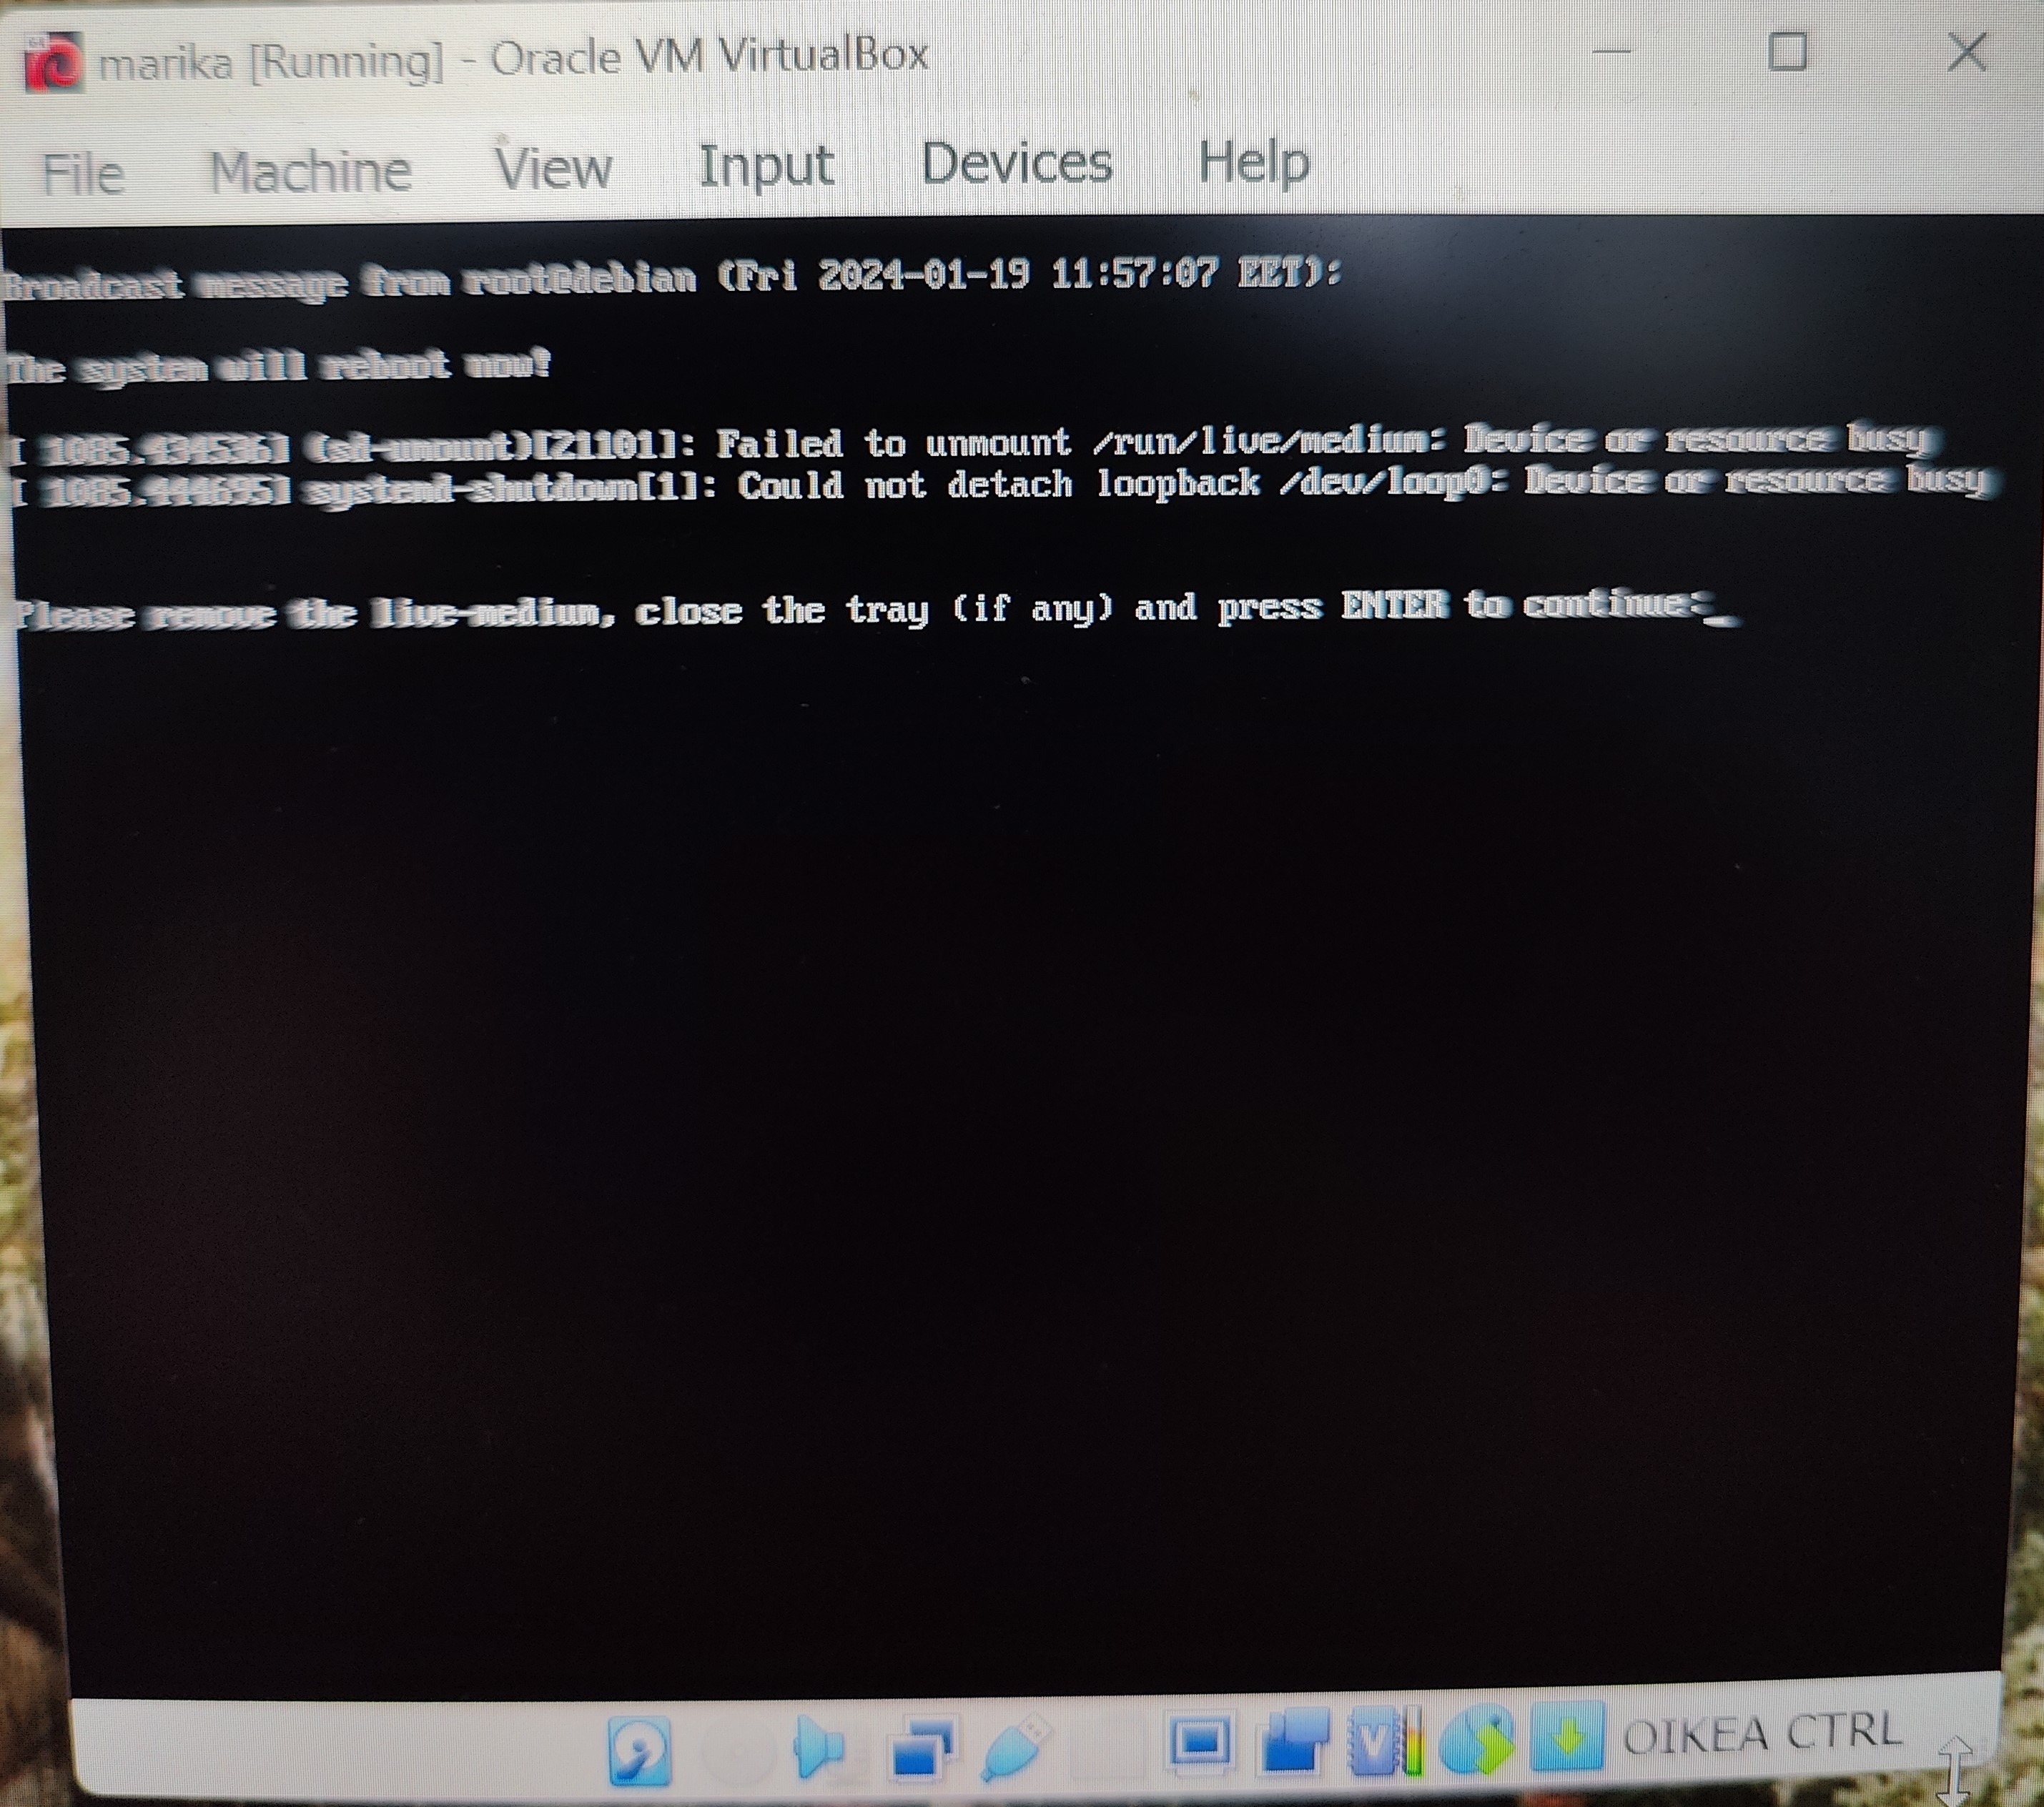 marika [Running] - Oracle VM VirtualBox
File Machine View Input Devices Help
Broadcast message from root@debian (Fri 2024-01-19 11:57:07 EET):
The system will reboot now!
[ 1085.434536] (sd-umount)[21101]: Failed to unmount /run/live/medium: Device or resource busy
[ 1085.444695] systemd-shutdown[1]: Could not detach loopback /dev/loop0: Device or resource busy
Please remove the live-medium, close the tray (if any) and press ENTER to continue:_
OIKEA CTRL